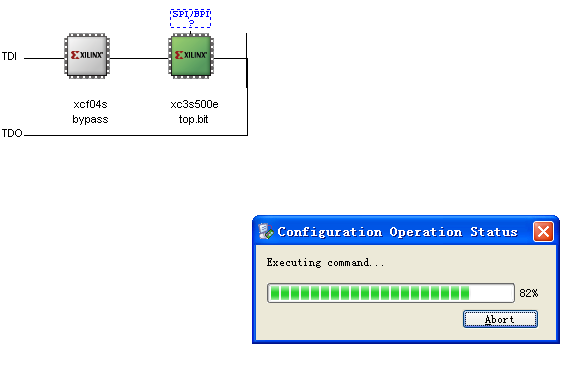 SPI/BPI
?
TDI
XILINX
XILINX
xcf04s
bypass
xc3s500e
top.bit
TDO
Configuration Operation Status
Executing command...
82%
Abort